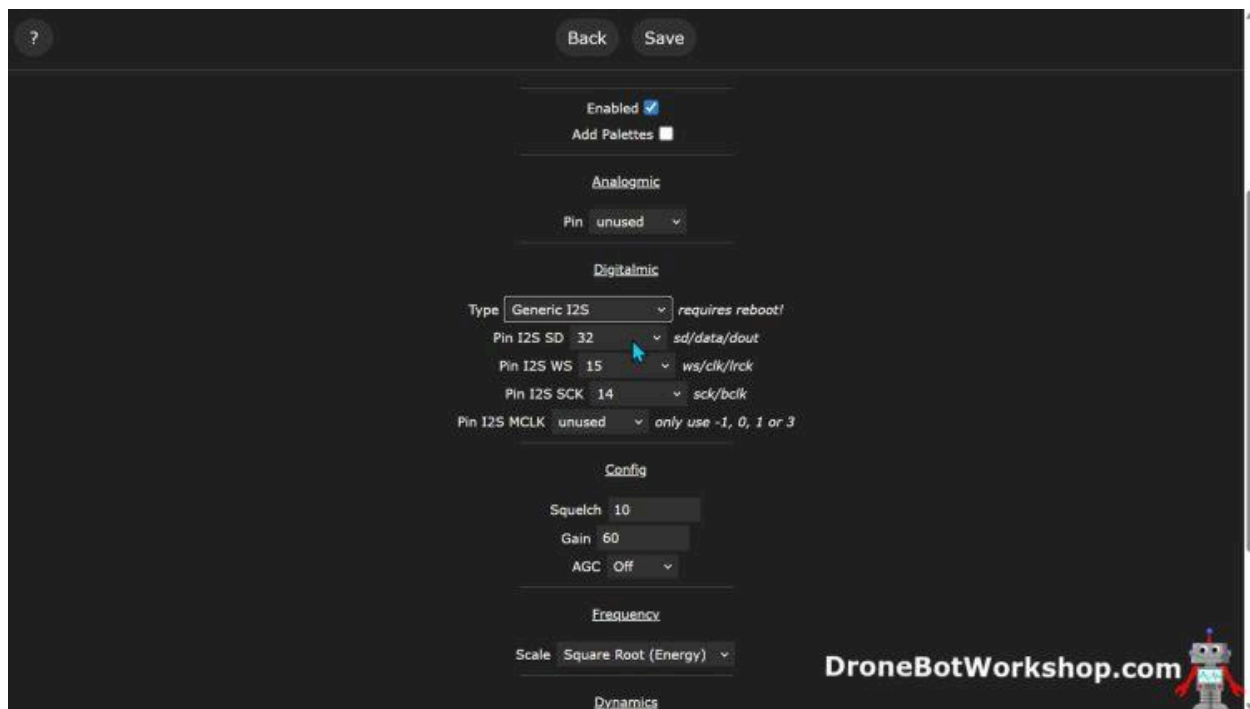 ?
Back Save
Enabled
Add Palettes
Analogmic
Pin unused
Digitalmic
Type Generic I2S requires reboot!
Pin I2S SD 32 sd/data/dout
Pin I2S WS 15 ws/clk/lrck
Pin I2S SCK 14 sck/bclk
Pin I2S MCLK unused only use -1, 0, 1 or 3
Config
Squelch 10
Gain 60
AGC Off
Frequency
Scale Square Root (Energy)
DroneBotWorkshop.com
Dynamics